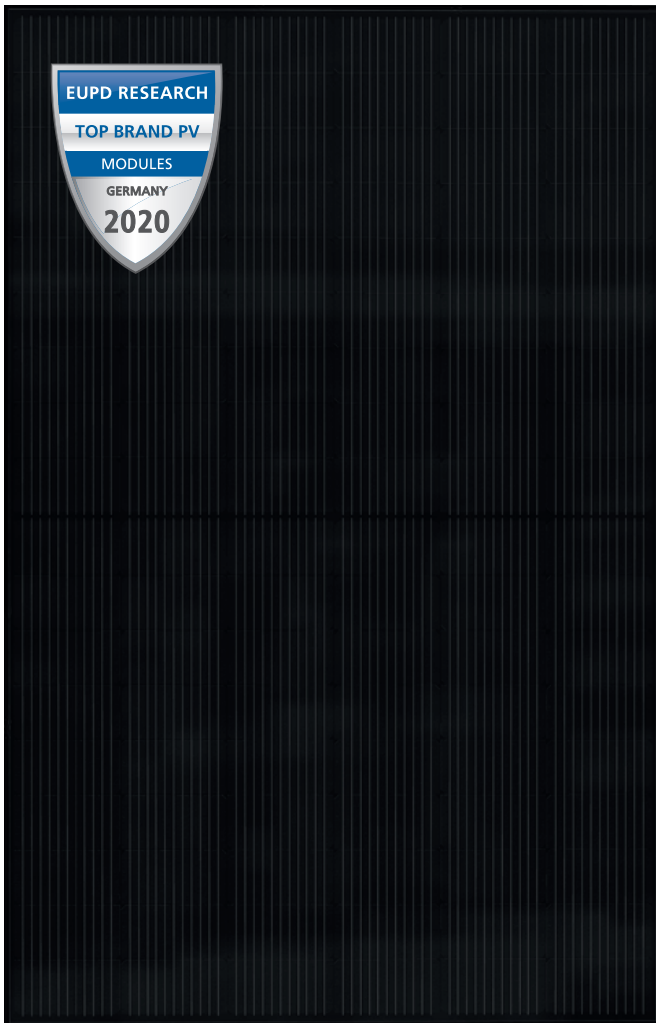 EUPD RESEARCH
TOP BRAND PV
MODULES
GERMANY
2020